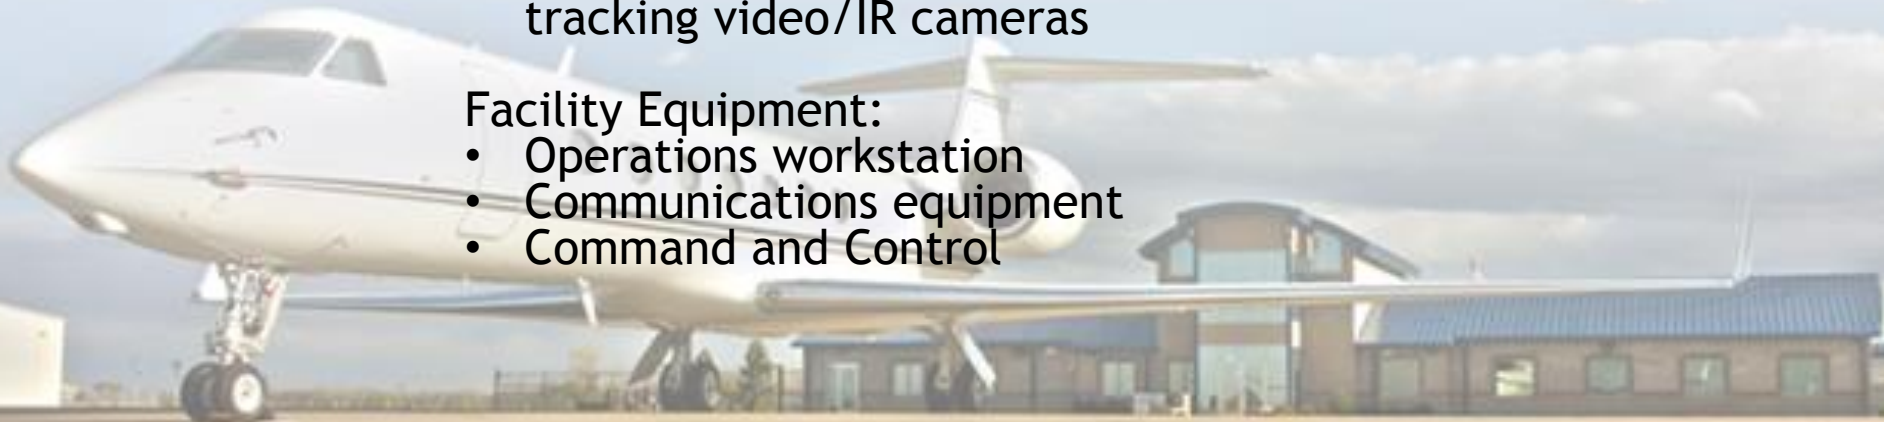 tracking video/IR cameras
Facility Equipment:
• Operations workstation
• Communications equipment
• Command and Control